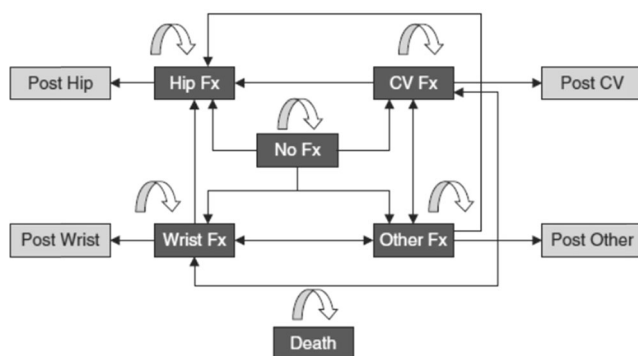 Post Hip
Hip Fx
CV Fx
Post CV
No Fx
Post Wrist
Wrist Fx
Other Fx
Post Other
Death